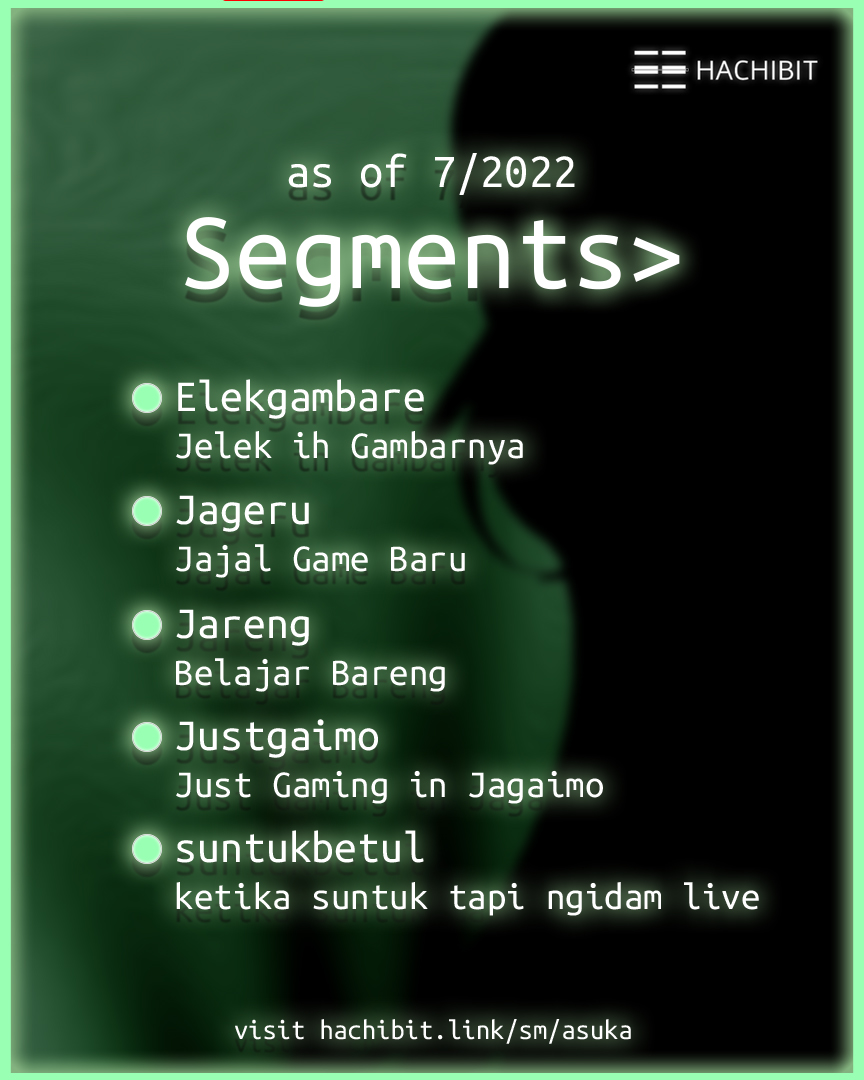 HACHIBIT
as of 7/2022
Segments>
Elekgambare
Jelek ih Gambarnya
Jageru
Jajal Game Baru
Jareng
Belajar Bareng
Justgaimo
Just Gaming in Jagaimo
suntukbetul
ketika suntuk tapi ngidam live
visit hachibit.link/sm/asuka